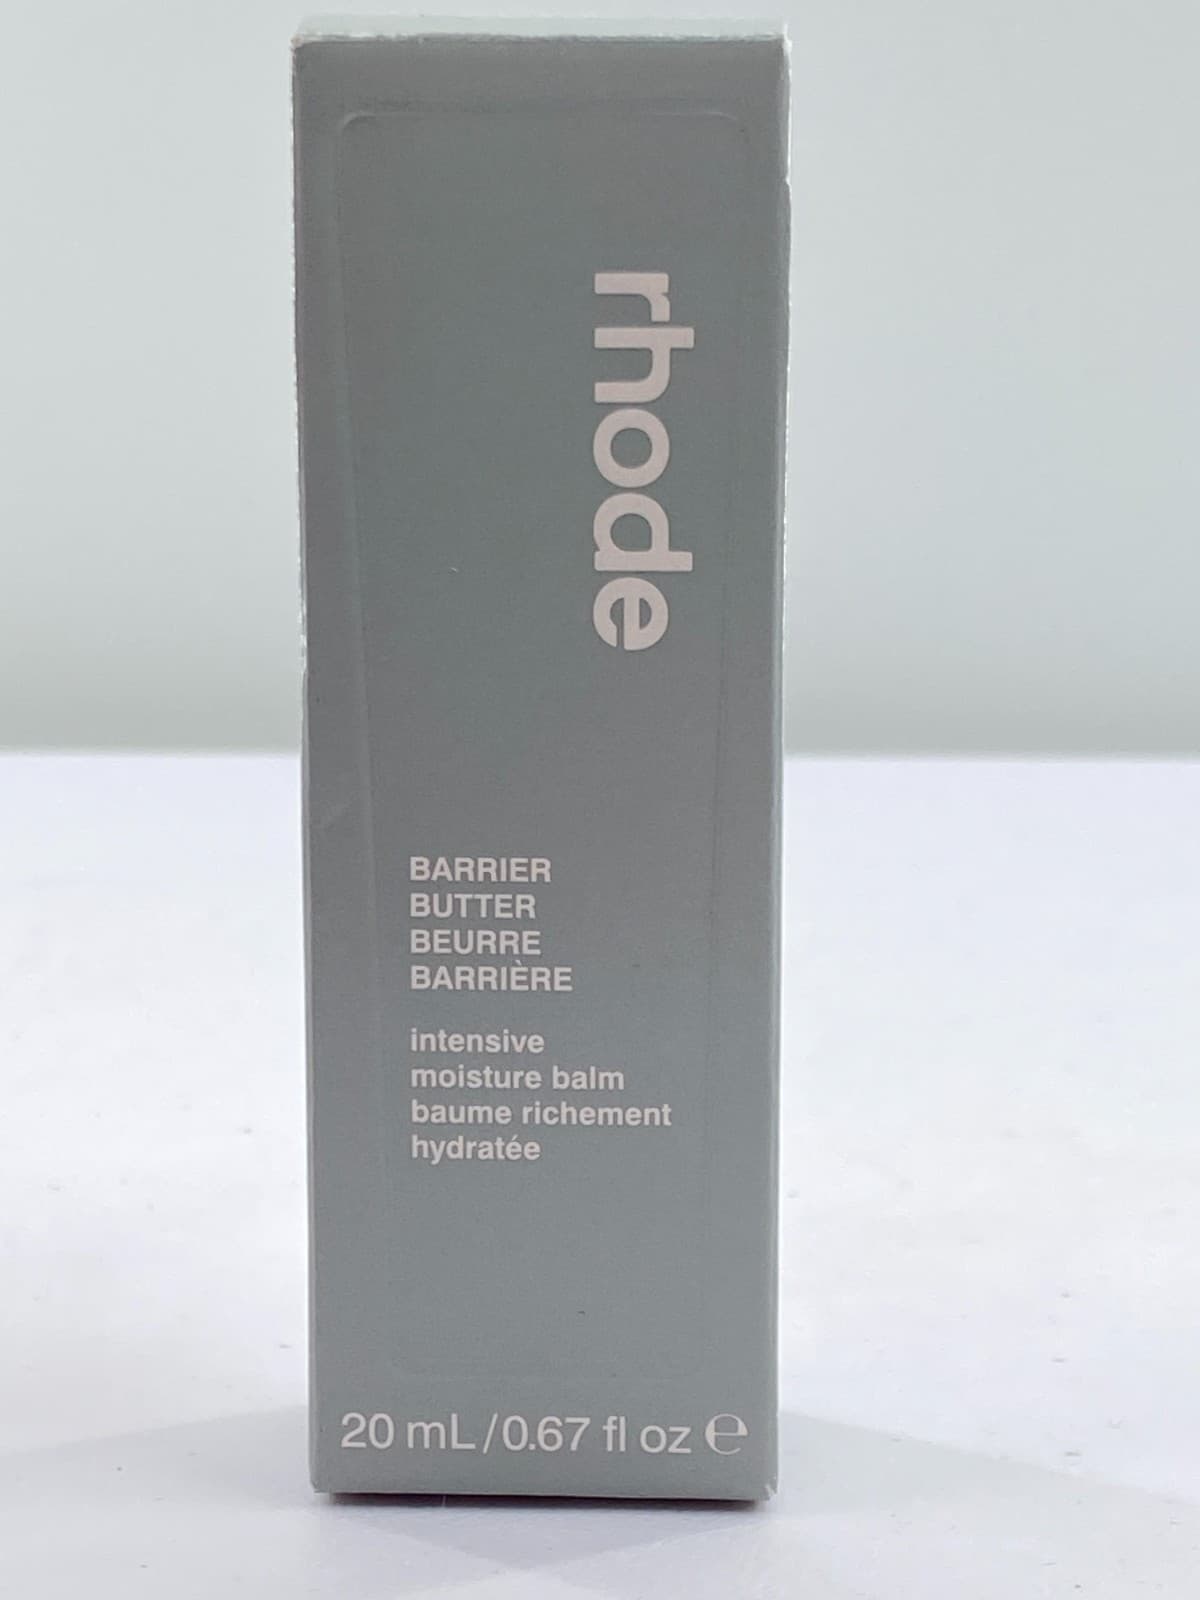 rhode
BARRIER
BUTTER
BEURRE
BARRIÈRE
intensive
moisture balm
baume richement
hydratée
20 mL/0.67 fl oz ℮